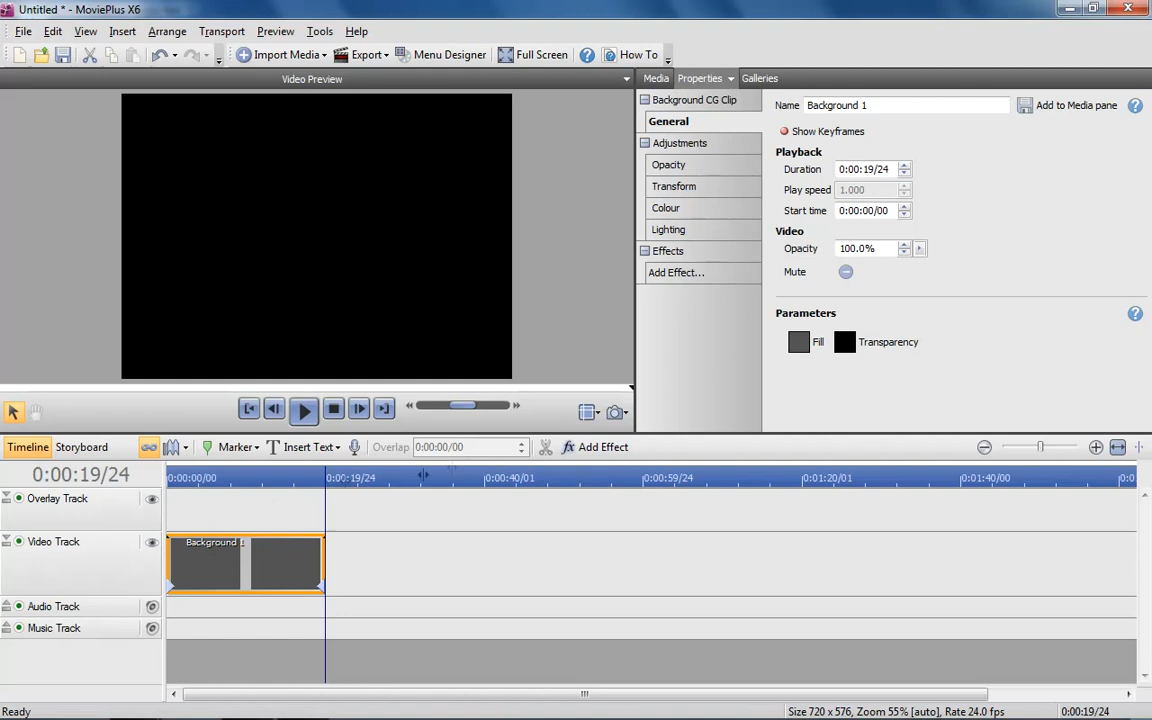 Untitled * - MoviePlus X6
File Edit View Insert Arrange Transport Preview Tools Help
Import Media Export Menu Designer Full Screen How To
Video Preview
Media Properties Galleries
Background CG Clip
General
Adjustments
Opacity
Transform
Colour
Lighting
Effects
Add Effect...
Name Background 1 Add to Media pane
Show Keyframes
Playback
Duration 0:00:19/24
Play speed 1.000
Start time 0:00:00/00
Video
Opacity 100.0%
Mute
Parameters
Fill Transparency
Timeline Storyboard Marker Insert Text Overlap 0:00:00/00 fx Add Effect
0:00:19/24
0:00:00/00 0:00:19/24 0:00:40/01 0:00:59/24 0:01:20/01 0:01:40/00
Overlay Track
Video Track
Background 1
Audio Track
Music Track
Ready Size 720 x 576, Zoom 55% [auto], Rate 24.0 fps 0:00:19/24